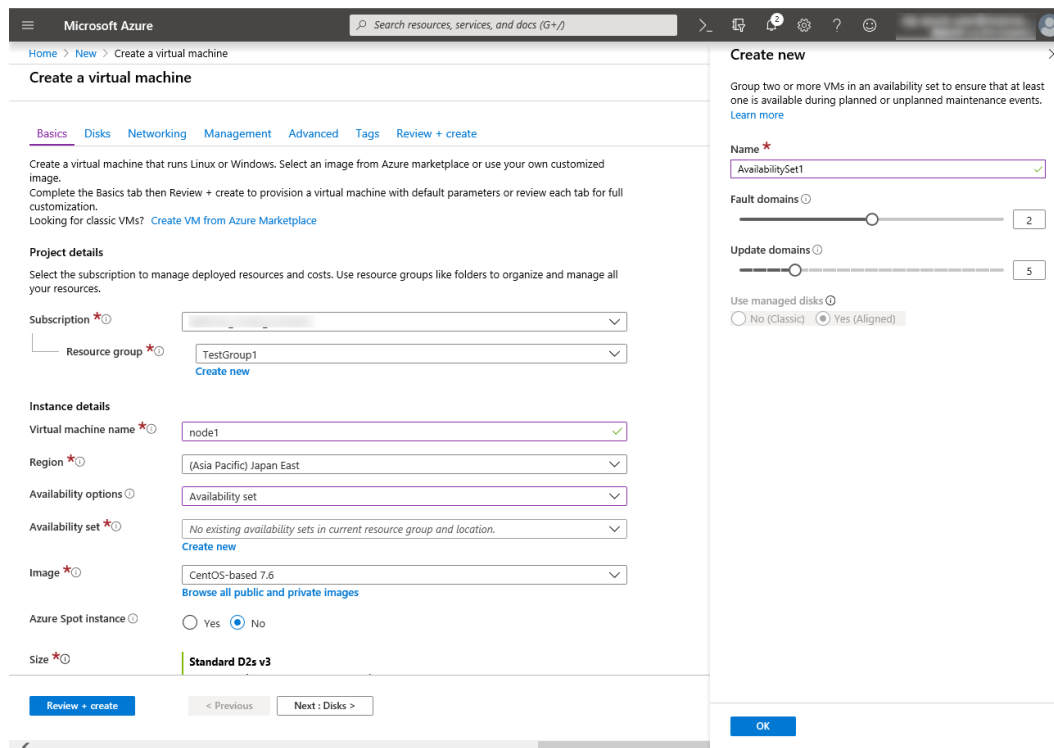 Microsoft Azure
Search resources, services, and docs (G+/)
2
Home > New > Create a virtual machine
Create a virtual machine
Basics Disks Networking Management Advanced Tags Review + create
Create a virtual machine that runs Linux or Windows. Select an image from Azure marketplace or use your own customized
image.
Complete the Basics tab then Review + create to provision a virtual machine with default parameters or review each tab for full
customization.
Looking for classic VMs? Create VM from Azure Marketplace
Project details
Select the subscription to manage deployed resources and costs. Use resource groups like folders to organize and manage all
your resources.
Subscription *
Resource group * TestGroup1
Create new
Instance details
Virtual machine name * node1
Region * (Asia Pacific) Japan East
Availability options Availability set
Availability set * No existing availability sets in current resource group and location.
Create new
Image * CentOS-based 7.6
Browse all public and private images
Azure Spot instance Yes No
Size * Standard D2s v3
Review + create < Previous Next : Disks >
Create new
Group two or more VMs in an availability set to ensure that at least
one is available during planned or unplanned maintenance events.
Learn more
Name *
AvailabilitySet1
Fault domains
2
Update domains
5
Use managed disks
No (Classic) Yes (Aligned)
OK